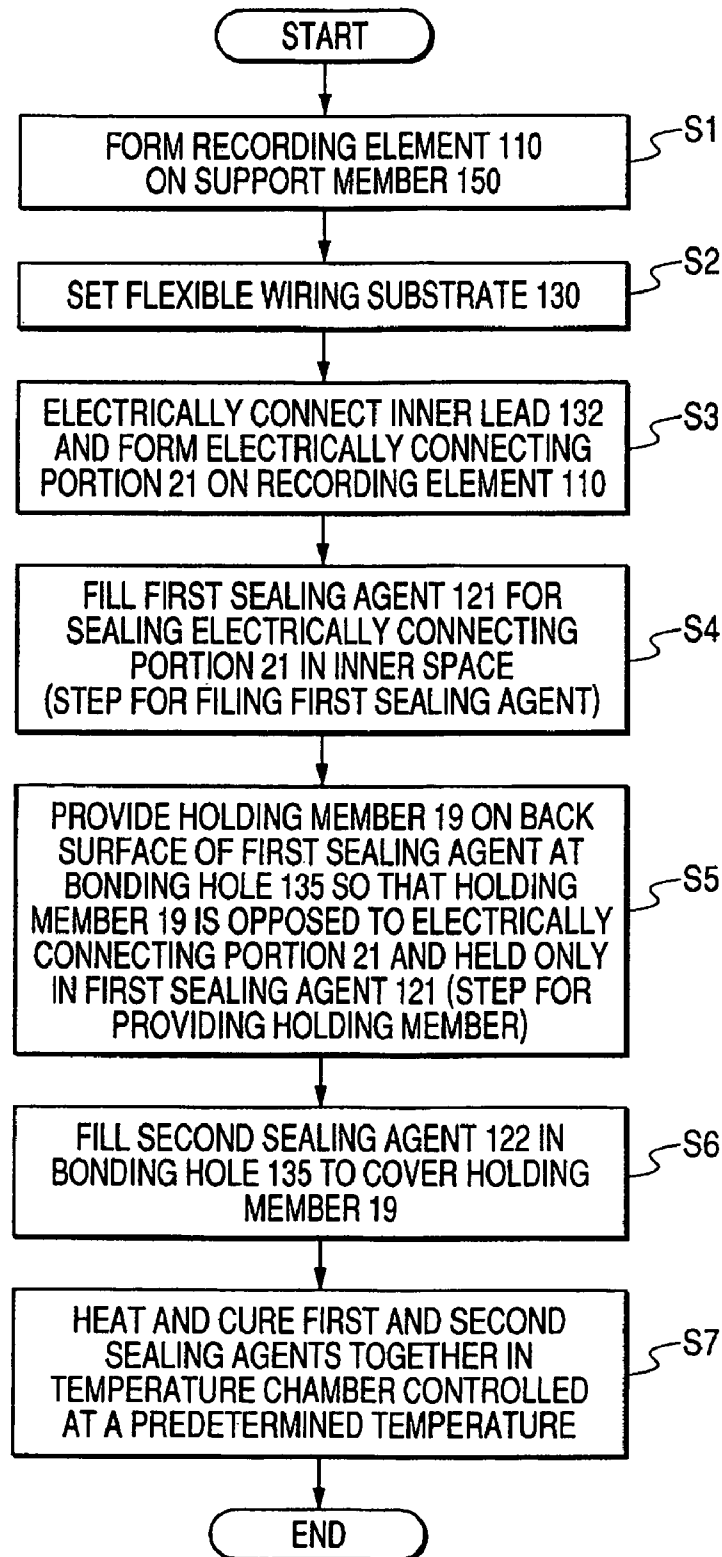 START
FORM RECORDING ELEMENT 110
ON SUPPORT MEMBER 150
S1
SET FLEXIBLE WIRING SUBSTRATE 130
S2
ELECTRICALLY CONNECT INNER LEAD 132
AND FORM ELECTRICALLY CONNECTING
PORTION 21 ON RECORDING ELEMENT 110
S3
FILL FIRST SEALING AGENT 121 FOR
SEALING ELECTRICALLY CONNECTING
PORTION 21 IN INNER SPACE
(STEP FOR FILING FIRST SEALING AGENT)
S4
PROVIDE HOLDING MEMBER 19 ON BACK
SURFACE OF FIRST SEALING AGENT AT
BONDING HOLE 135 SO THAT HOLDING
MEMBER 19 IS OPPOSED TO ELECTRICALLY
CONNECTING PORTION 21 AND HELD ONLY
IN FIRST SEALING AGENT 121 (STEP FOR
PROVIDING HOLDING MEMBER)
S5
FILL SECOND SEALING AGENT 122 IN
BONDING HOLE 135 TO COVER HOLDING
MEMBER 19
S6
HEAT AND CURE FIRST AND SECOND
SEALING AGENTS TOGETHER IN
TEMPERATURE CHAMBER CONTROLLED
AT A PREDETERMINED TEMPERATURE
S7
END